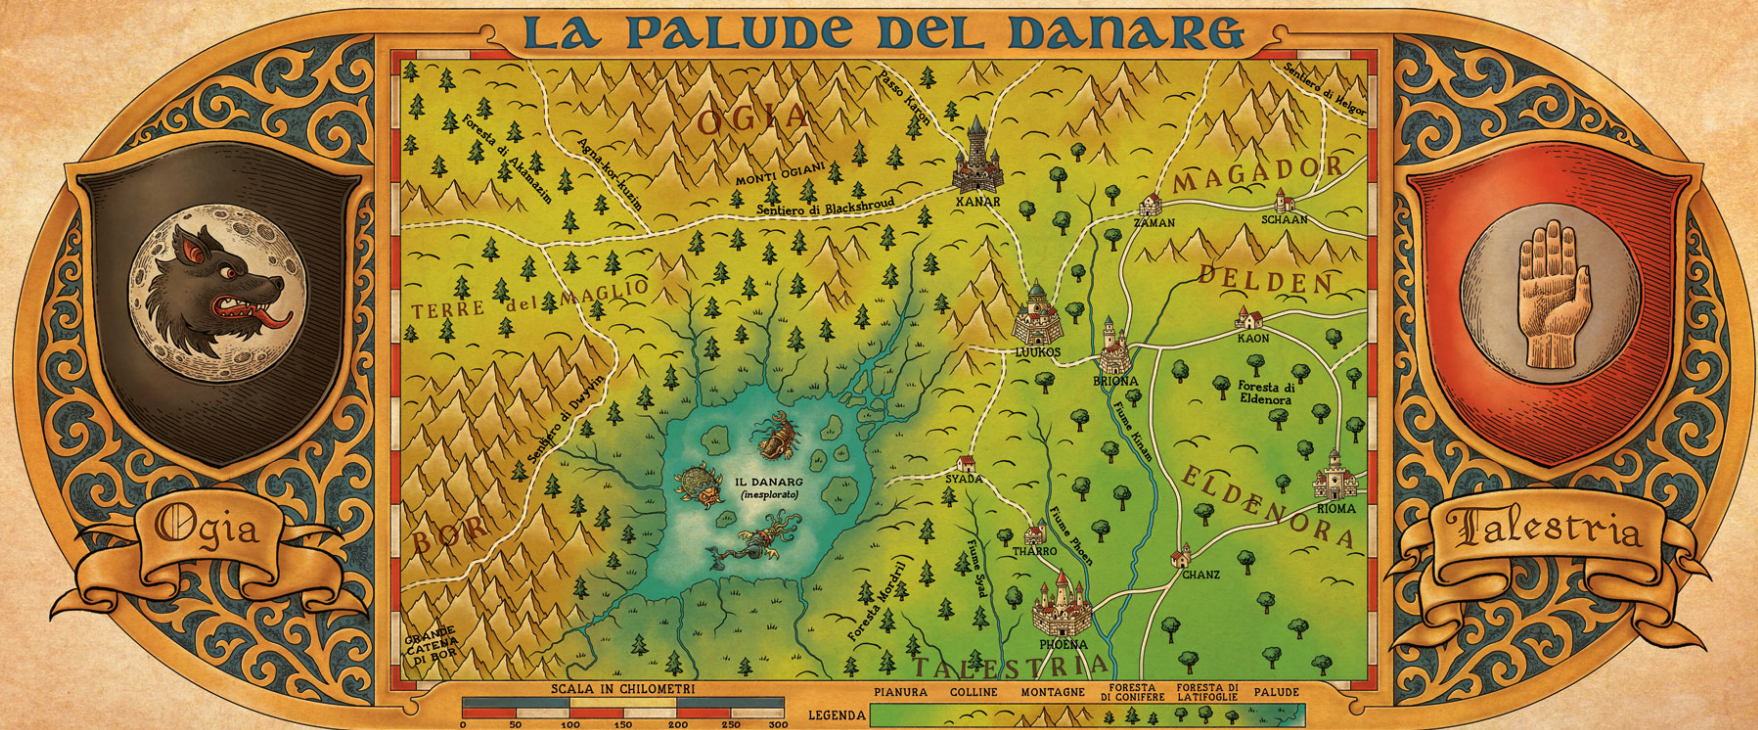 LA PALUDE DEL DANARG
OGIA
Passo Karon
Sentiero di Helgor
Foresta di Akamazim
Agna-kor-kuzim
MONTI OGIANI
Sentiero di Blackshroud
XANAR
MAGADOR
ZAMAN
SCHAAN
DELDEN
TERRE del MAGLIO
LUUKOS
KAON
BRIONA
Foresta di
Eldenora
Sentiero di Dwyrin
Fiume Kinam
SYADA
IL DANARG
(inesplorato)
ELDENORA
RIOMA
BOR
Fiume Phoen
THARRO
Fiume Syad
CHANZ
Foresta Mordril
PHOENA
GRANDE
CATENA
DI BOR
TALESTRIA
Ogia
Talestria
SCALA IN CHILOMETRI
0 50 100 150 200 250 300
LEGENDA
PIANURA
COLLINE
MONTAGNE
FORESTA
DI CONIFERE
FORESTA DI
LATIFOGLIE
PALUDE